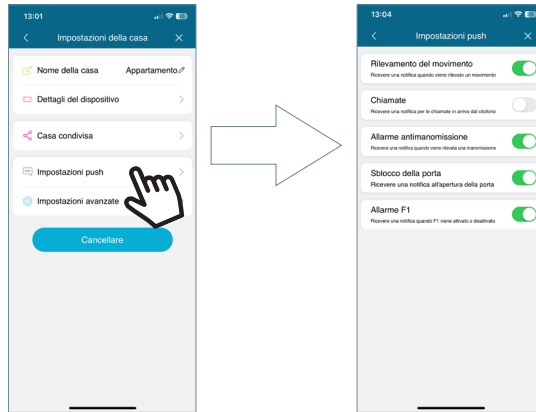 13:01
Impostazioni della casa
Nome della casa Appartamento
Dettagli del dispositivo
Casa condivisa
Impostazioni push
Impostazioni avanzate
Cancellare
13:04
Impostazioni push
Rilevamento del movimento
Ricevere una notifica quando viene rilevato un movimento
Chiamate
Ricevere una notifica per le chiamate in arrivo dal citofono
Allarme antimanomissione
Ricevere una notifica quando viene rilevata una manomissione
Sblocco della porta
Ricevere una notifica all'apertura della porta
Allarme F1
Ricevere una notifica quando F1 viene attivato o disattivato